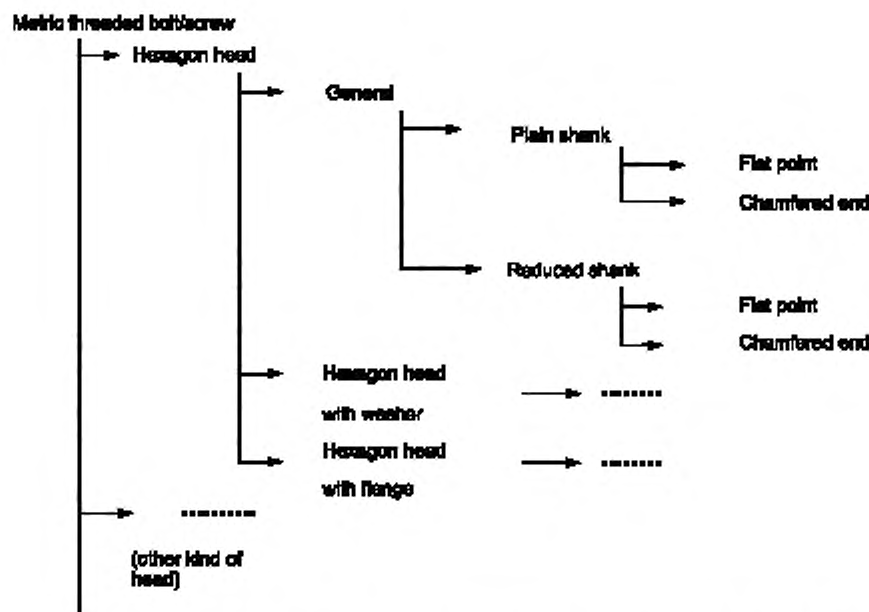 Metric threaded bolt/screw
Hexagon head
General
Plain shank
Flat point
Chamfered end
Reduced shank
Flat point
Chamfered end
Hexagon head
with washer
Hexagon head
with flange
(other kind of
head)